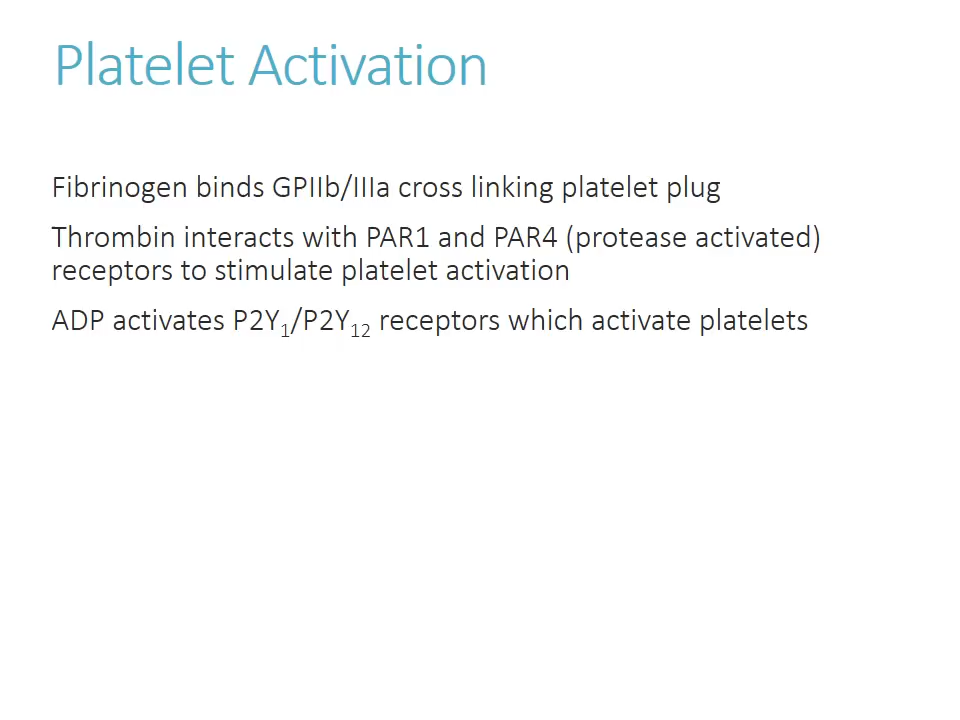 Platelet Activation
Fibrinogen binds GPIIb/IIIa cross linking platelet plug
Thrombin interacts with PAR1 and PAR4 (protease activated)
receptors to stimulate platelet activation
ADP activates P2Y₁/P2Y₁₂ receptors which activate platelets